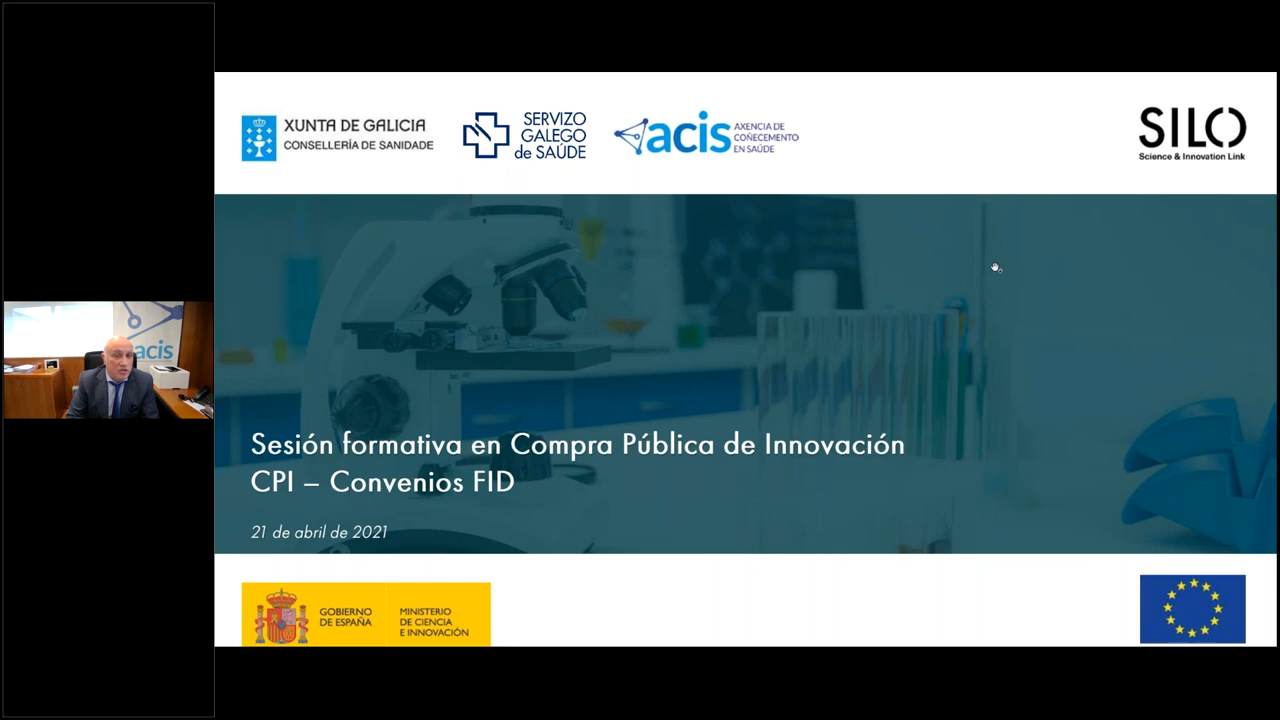 XUNTA DE GALICIA
CONSELLERÍA DE SANIDADE
SERVIZO
GALEGO
de SAÚDE
acis
AXENCIA DE
COÑECEMENTO
EN SAÚDE
SILO
Science & Innovation Link
acis
Sesión formativa en Compra Pública de Innovación
CPI – Convenios FID
21 de abril de 2021
GOBIERNO
DE ESPAÑA
MINISTERIO
DE CIENCIA
E INNOVACIÓN